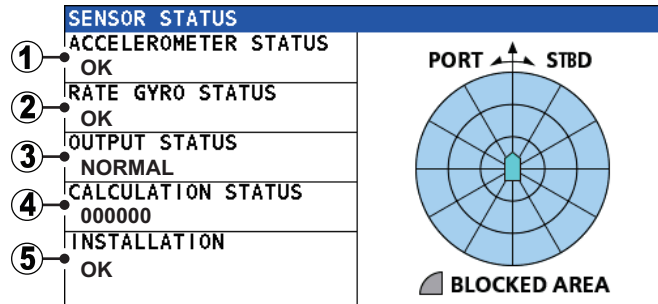 SENSOR STATUS
1 ACCELEROMETER STATUS
OK
2 RATE GYRO STATUS
OK
3 OUTPUT STATUS
NORMAL
4 CALCULATION STATUS
000000
5 INSTALLATION
OK
PORT STBD
BLOCKED AREA